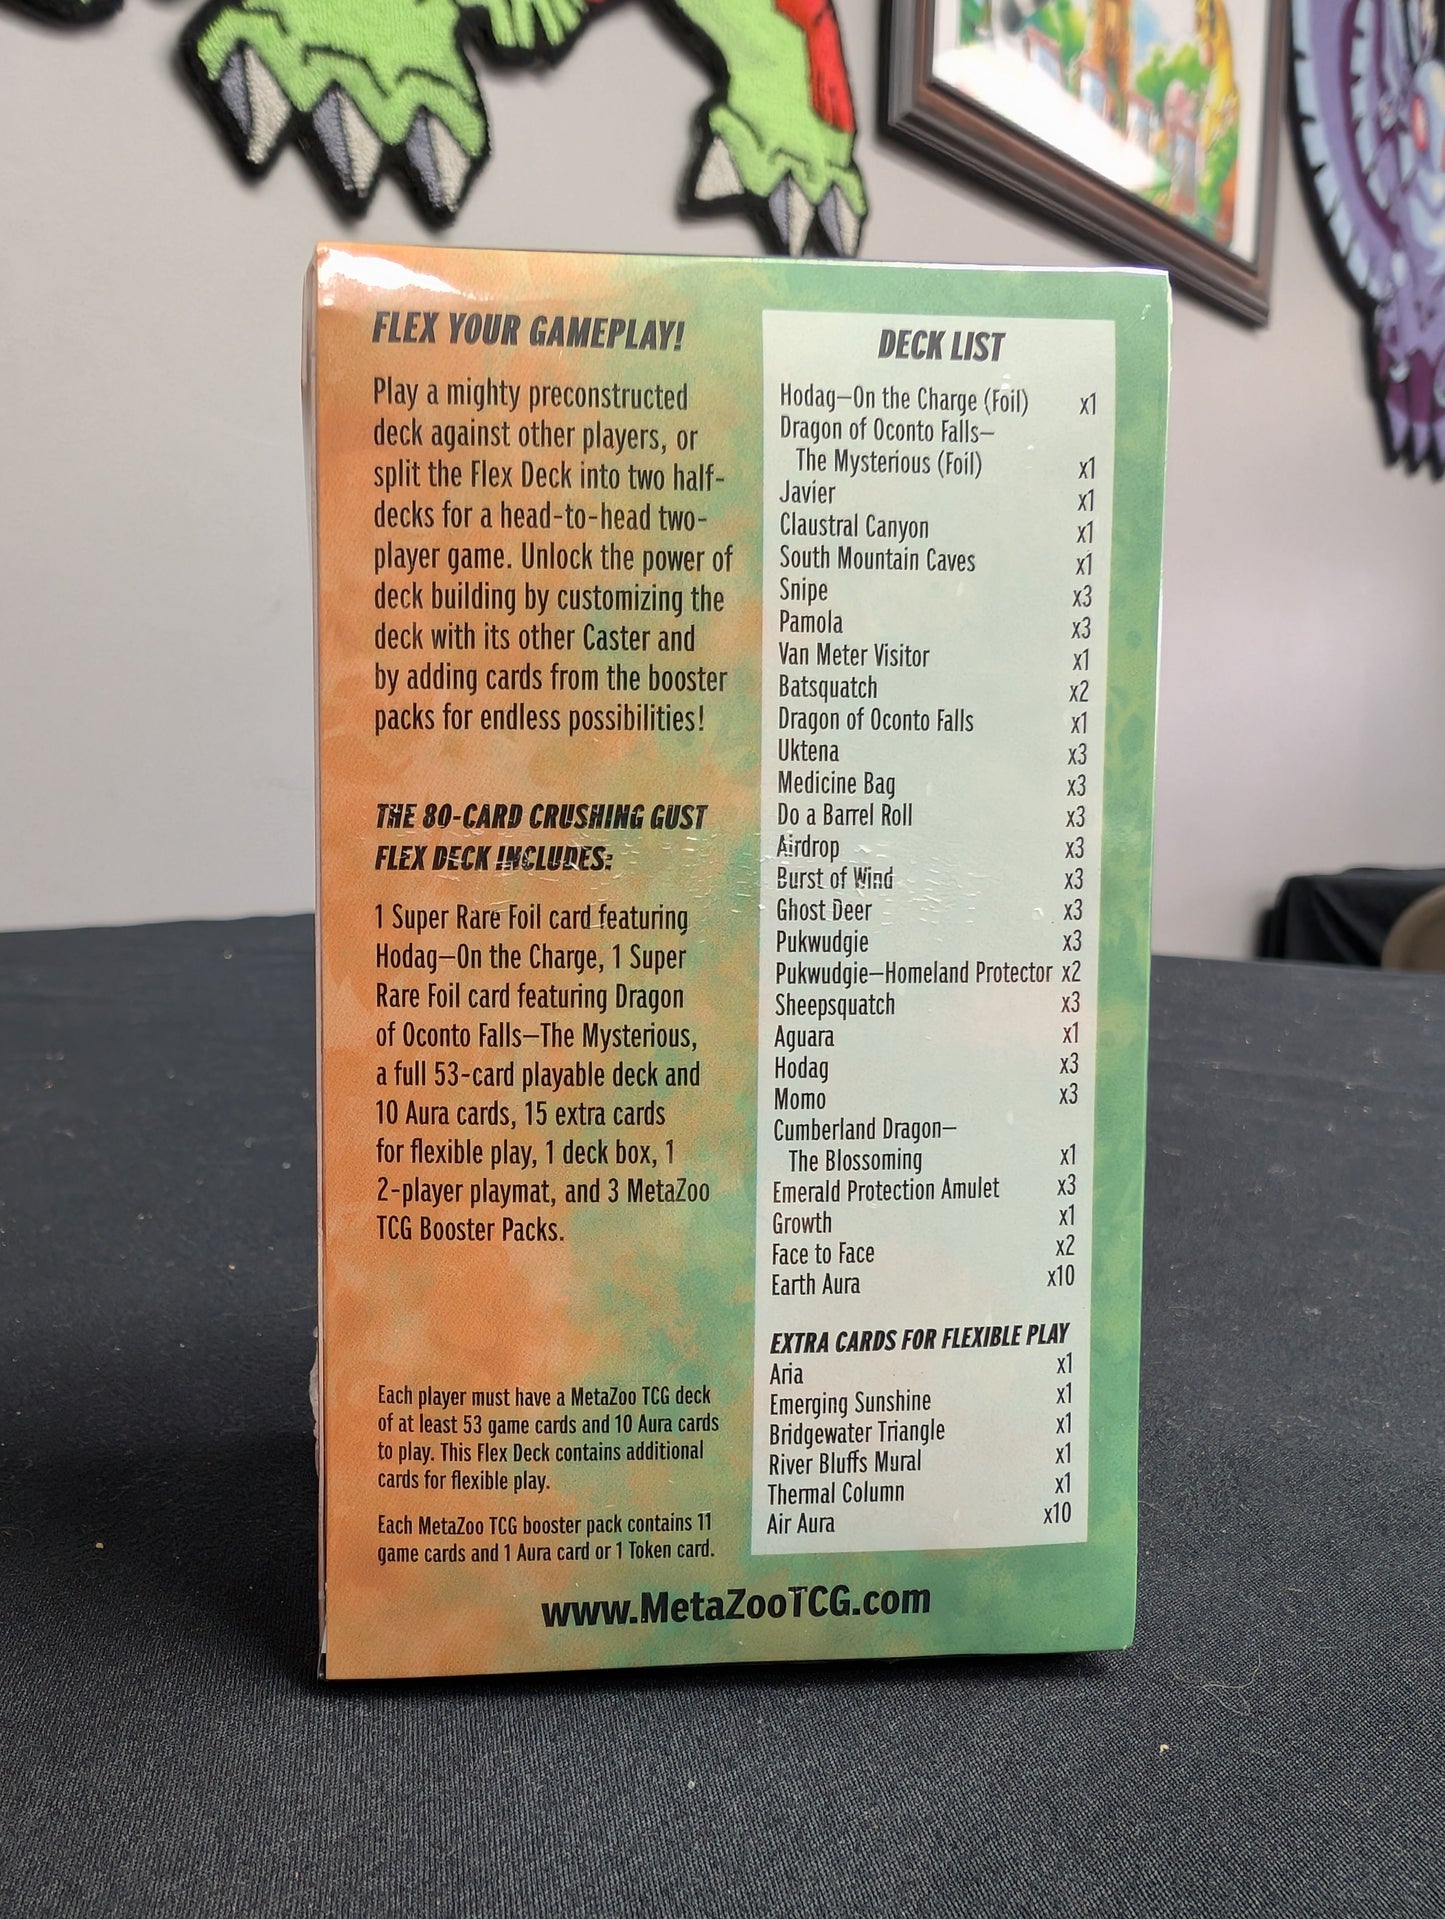 FLEX YOUR GAMEPLAY!
Play a mighty preconstructed
deck against other players, or
split the Flex Deck into two half-
decks for a head-to-head two-
player game. Unlock the power of
deck building by customizing the
deck with its other Caster and
by adding cards from the booster
packs for endless possibilities!
THE 80-CARD CRUSHING GUST
FLEX DECK INCLUDES:
1 Super Rare Foil card featuring
Hodag—On the Charge, 1 Super
Rare Foil card featuring Dragon
of Oconto Falls—The Mysterious,
a full 53-card playable deck and
10 Aura cards, 15 extra cards
for flexible play, 1 deck box, 1
2-player playmat, and 3 MetaZoo
TCG Booster Packs.
Each player must have a MetaZoo TCG deck
of at least 53 game cards and 10 Aura cards
to play. This Flex Deck contains additional
cards for flexible play.
Each MetaZoo TCG booster pack contains 11
game cards and 1 Aura card or 1 Token card.
DECK LIST
Hodag—On the Charge (Foil) x1
Dragon of Oconto Falls—
The Mysterious (Foil) x1
Javier x1
Claustral Canyon x1
South Mountain Caves x1
Snipe x3
Pamola x3
Van Meter Visitor x1
Batsquatch x2
Dragon of Oconto Falls x1
Uktena x3
Medicine Bag x3
Do a Barrel Roll x3
Airdrop x3
Burst of Wind x3
Ghost Deer x3
Pukwudgie x3
Pukwudgie—Homeland Protector x2
Sheepsquatch x3
Aguara x1
Hodag x3
Momo x3
Cumberland Dragon—
The Blossoming x1
Emerald Protection Amulet x3
Growth x1
Face to Face x2
Earth Aura x10
EXTRA CARDS FOR FLEXIBLE PLAY
Aria x1
Emerging Sunshine x1
Bridgewater Triangle x1
River Bluffs Mural x1
Thermal Column x1
Air Aura x10
www.MetaZooTCG.com